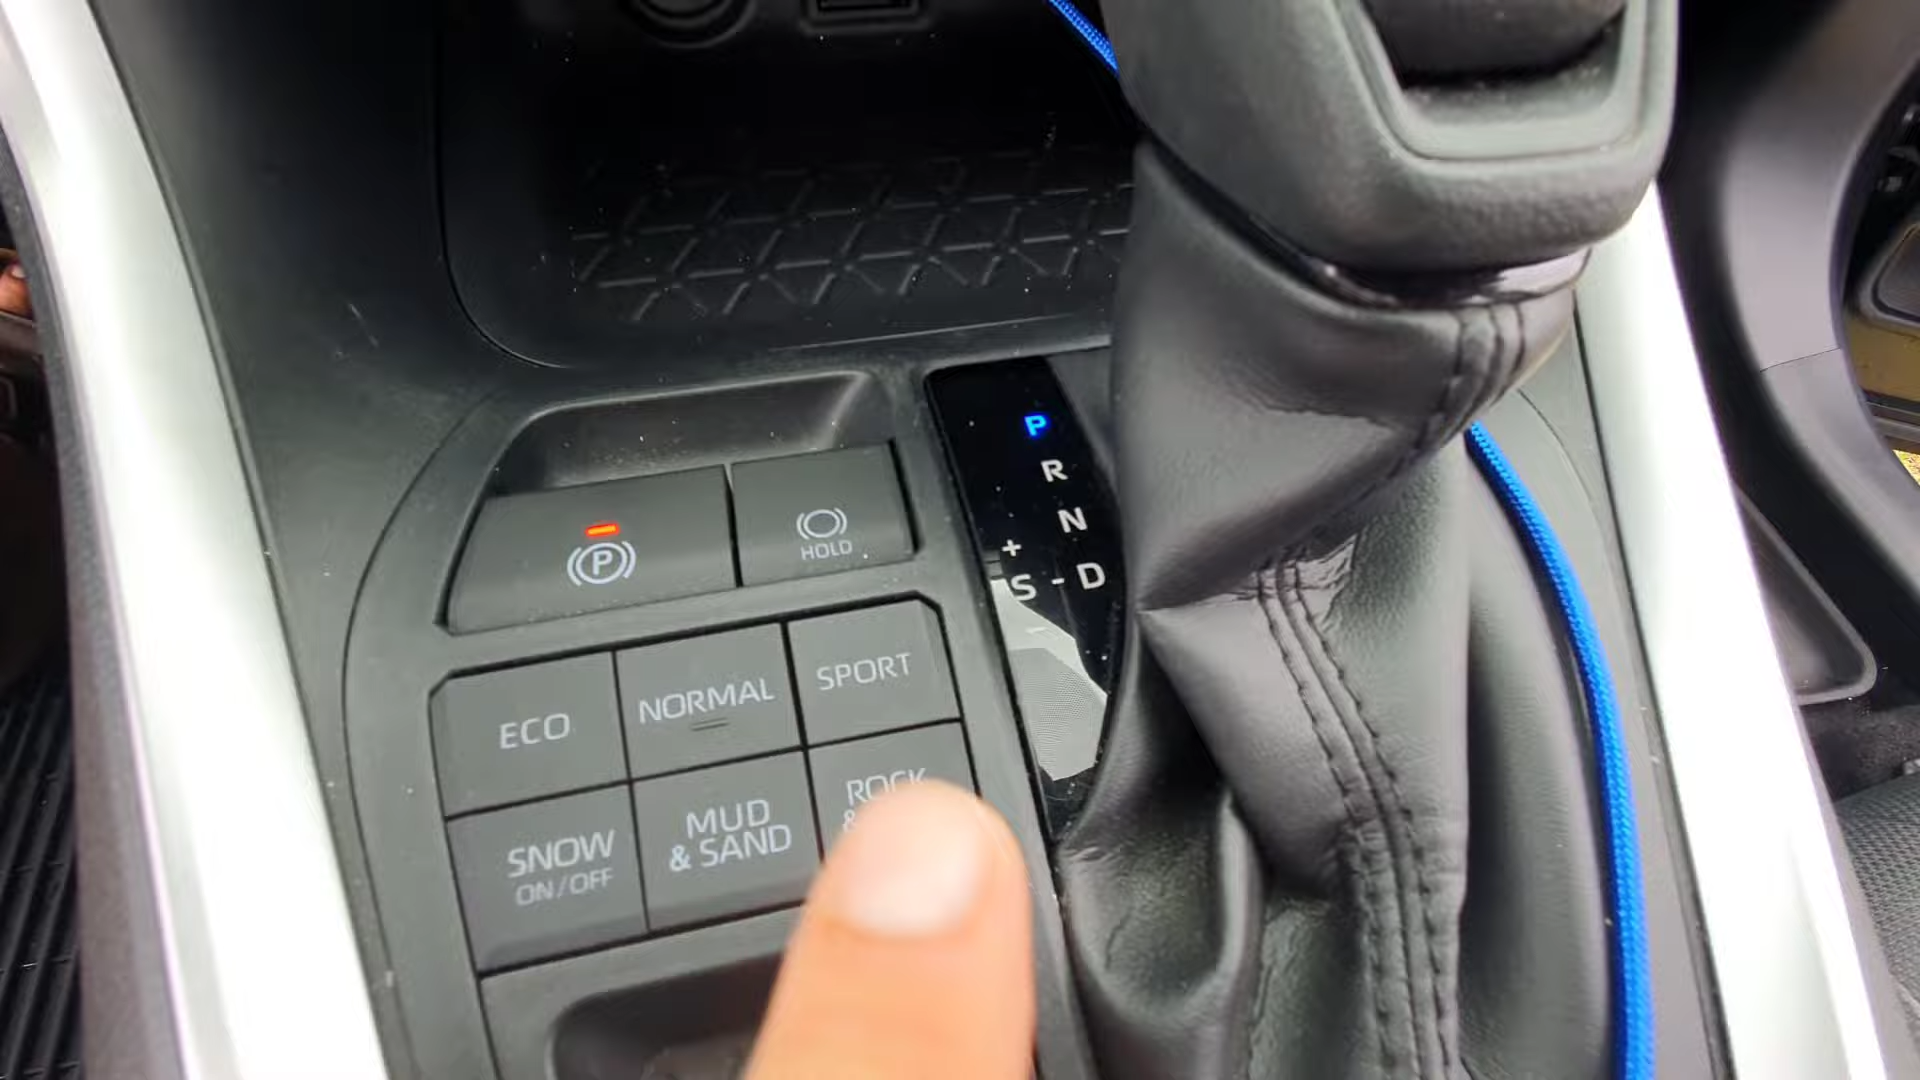 P
R
N
+
S - D
P
HOLD
ECO
NORMAL
SPORT
SNOW
ON/OFF
MUD
& SAND
ROCK
&